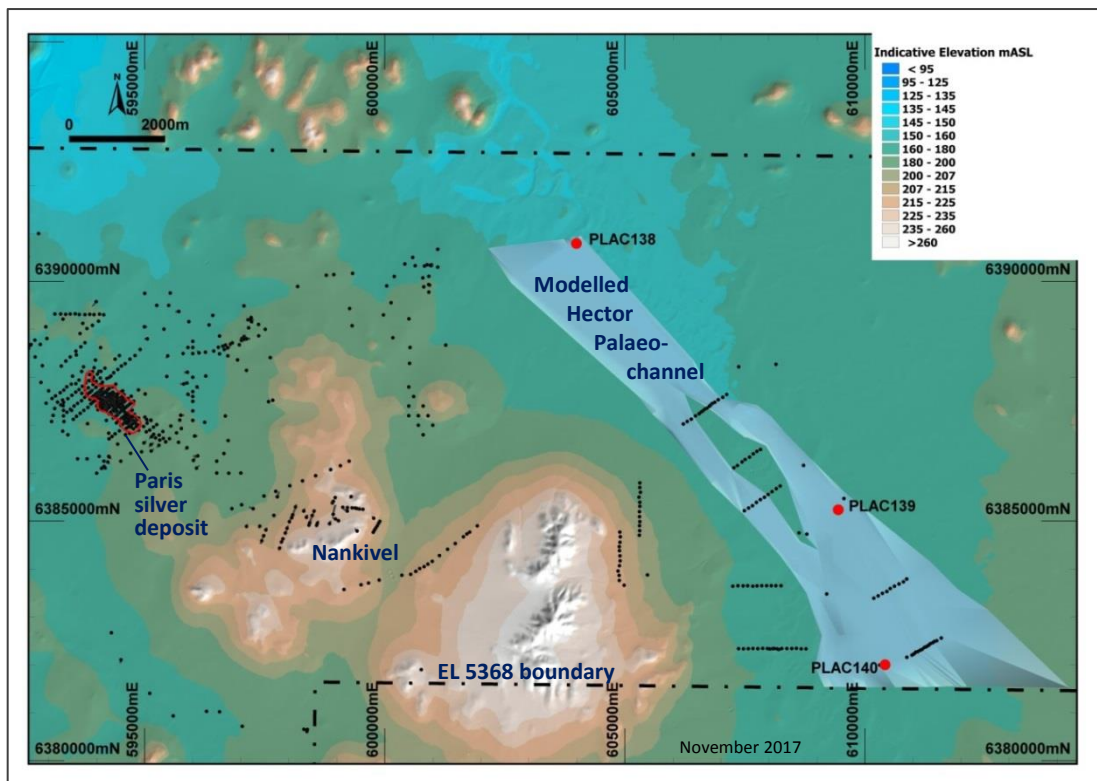 595000mE
600000mE
605000mE
610000mE
Indicative Elevation mASL
< 95
95 - 125
125 - 135
135 - 145
145 - 150
150 - 160
160 - 180
180 - 200
200 - 207
207 - 215
215 - 225
225 - 235
235 - 260
>260
N
0 2000m
PLAC138
6390000mN
6390000mN
Modelled
Hector
Palaeo-
channel
Paris
silver
deposit
Nankivel
6385000mN
6385000mN
PLAC139
PLAC140
EL 5368 boundary
6380000mN
595000mE
600000mE
605000mE
610000mE
November 2017
6380000mN